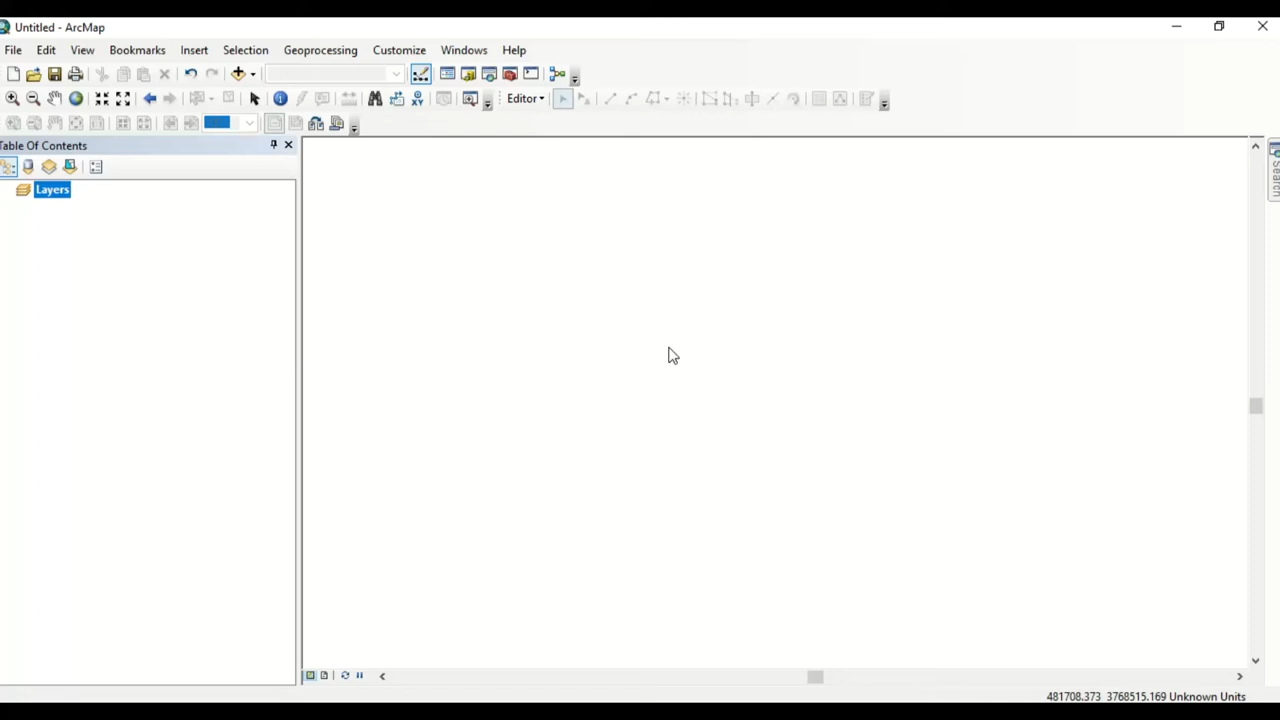 Untitled - ArcMap
File Edit View Bookmarks Insert Selection Geoprocessing Customize Windows Help
Editor
Table Of Contents
Layers
Search
481708.373 3768515.169 Unknown Units